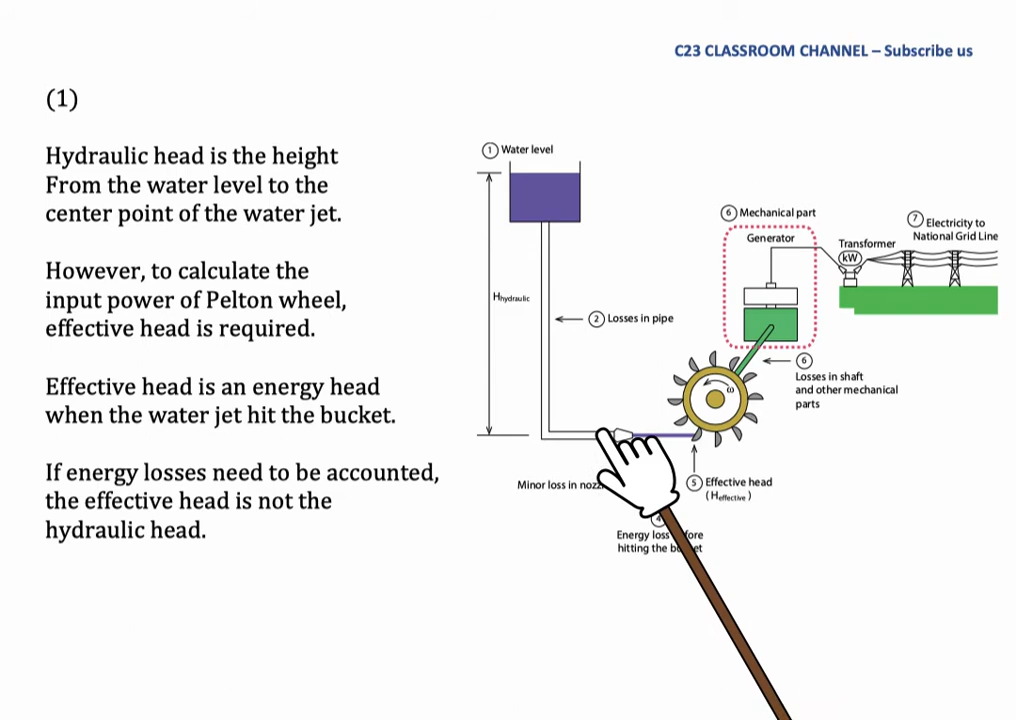 C23 CLASSROOM CHANNEL – Subscribe us
(1)
Hydraulic head is the height
From the water level to the
center point of the water jet.
However, to calculate the
input power of Pelton wheel,
effective head is required.
Effective head is an energy head
when the water jet hit the bucket.
If energy losses need to be accounted,
the effective head is not the
hydraulic head.
1 Water level
Hhydraulic
2 Losses in pipe
6 Mechanical part
Generator
Transformer
kW
7 Electricity to
National Grid Line
ω
6
Losses in shaft
and other mechanical
parts
Minor loss in
5 Effective head
(Heffective)
Energy loss
hitting the